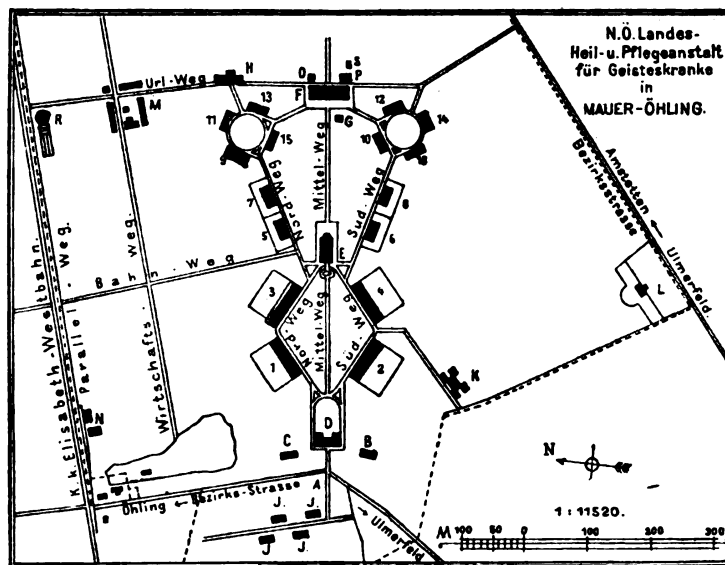 N.Ö. Landes-
Heil- u. Pflegeanstalt
für Geisteskranke
in
MAUER-ÖHLING.
H
O
S
P
Url-Weg
F
13
12
R
M
11
G
14
15
10
Mittel-Weg
Nord-Weg
Süd-Weg
Amstetten
Bezirksstrasse
Ulmerfeld.
7
8
5
6
E
Bahn-Weg
L
3
4
Nord-Weg
Mittel-Weg
Süd-Weg
K.k. Elisabeth-Westbahn.
Parallel-Weg.
Wirtschafts-Weg.
1
2
K
N
D
C
B
N
Öhling
Bezirks-Strasse
A
J.
J.
J
J.
Ulmerfeld
1:11520.
M 100 50 0 100 200 300